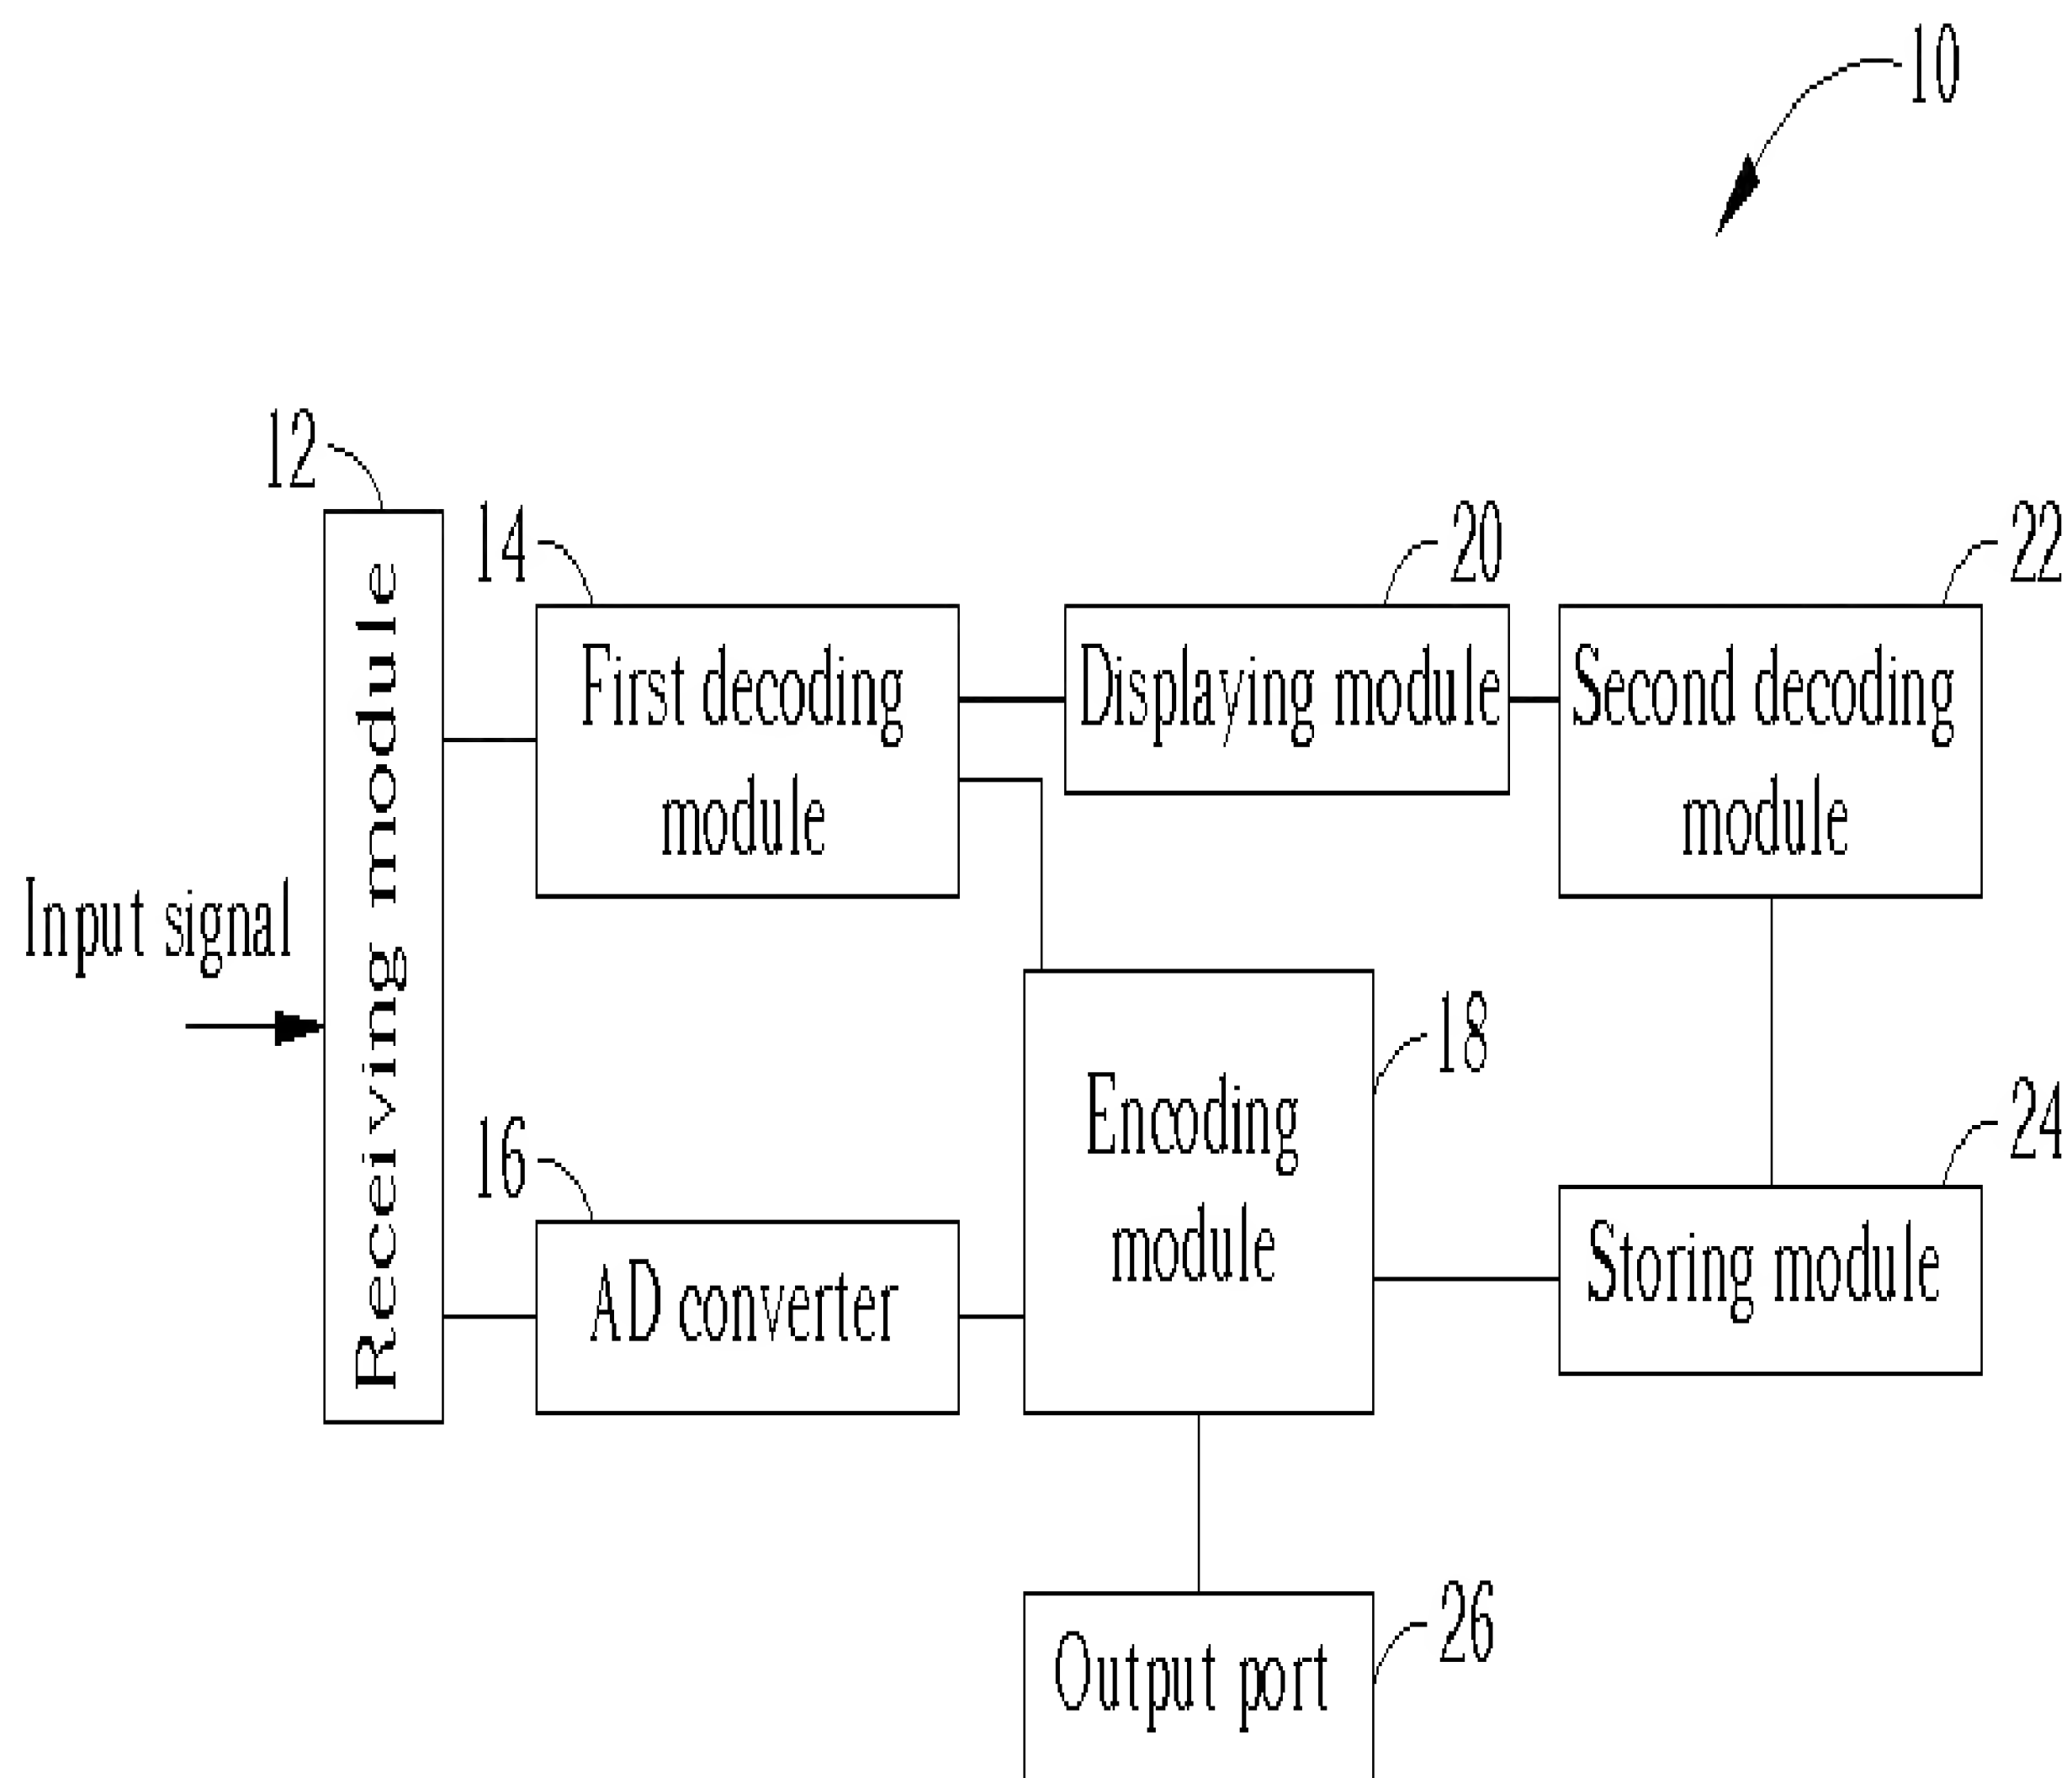 10
12
14
20
22
First decoding
module
Displaying module
Second decoding
module
Receiving module
Input signal
18
Encoding
module
16
AD converter
24
Storing module
26
Output port